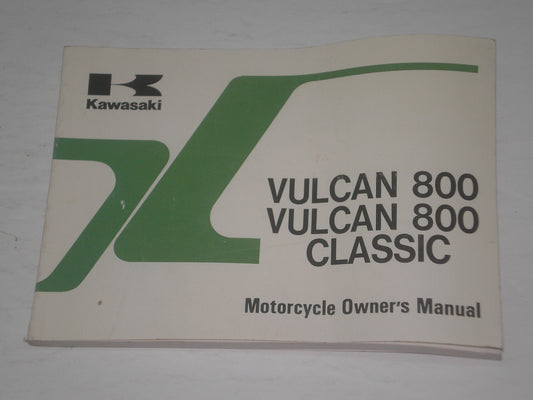 Kawasaki
VULCAN 800
VULCAN 800
CLASSIC
Motorcycle Owner's Manual